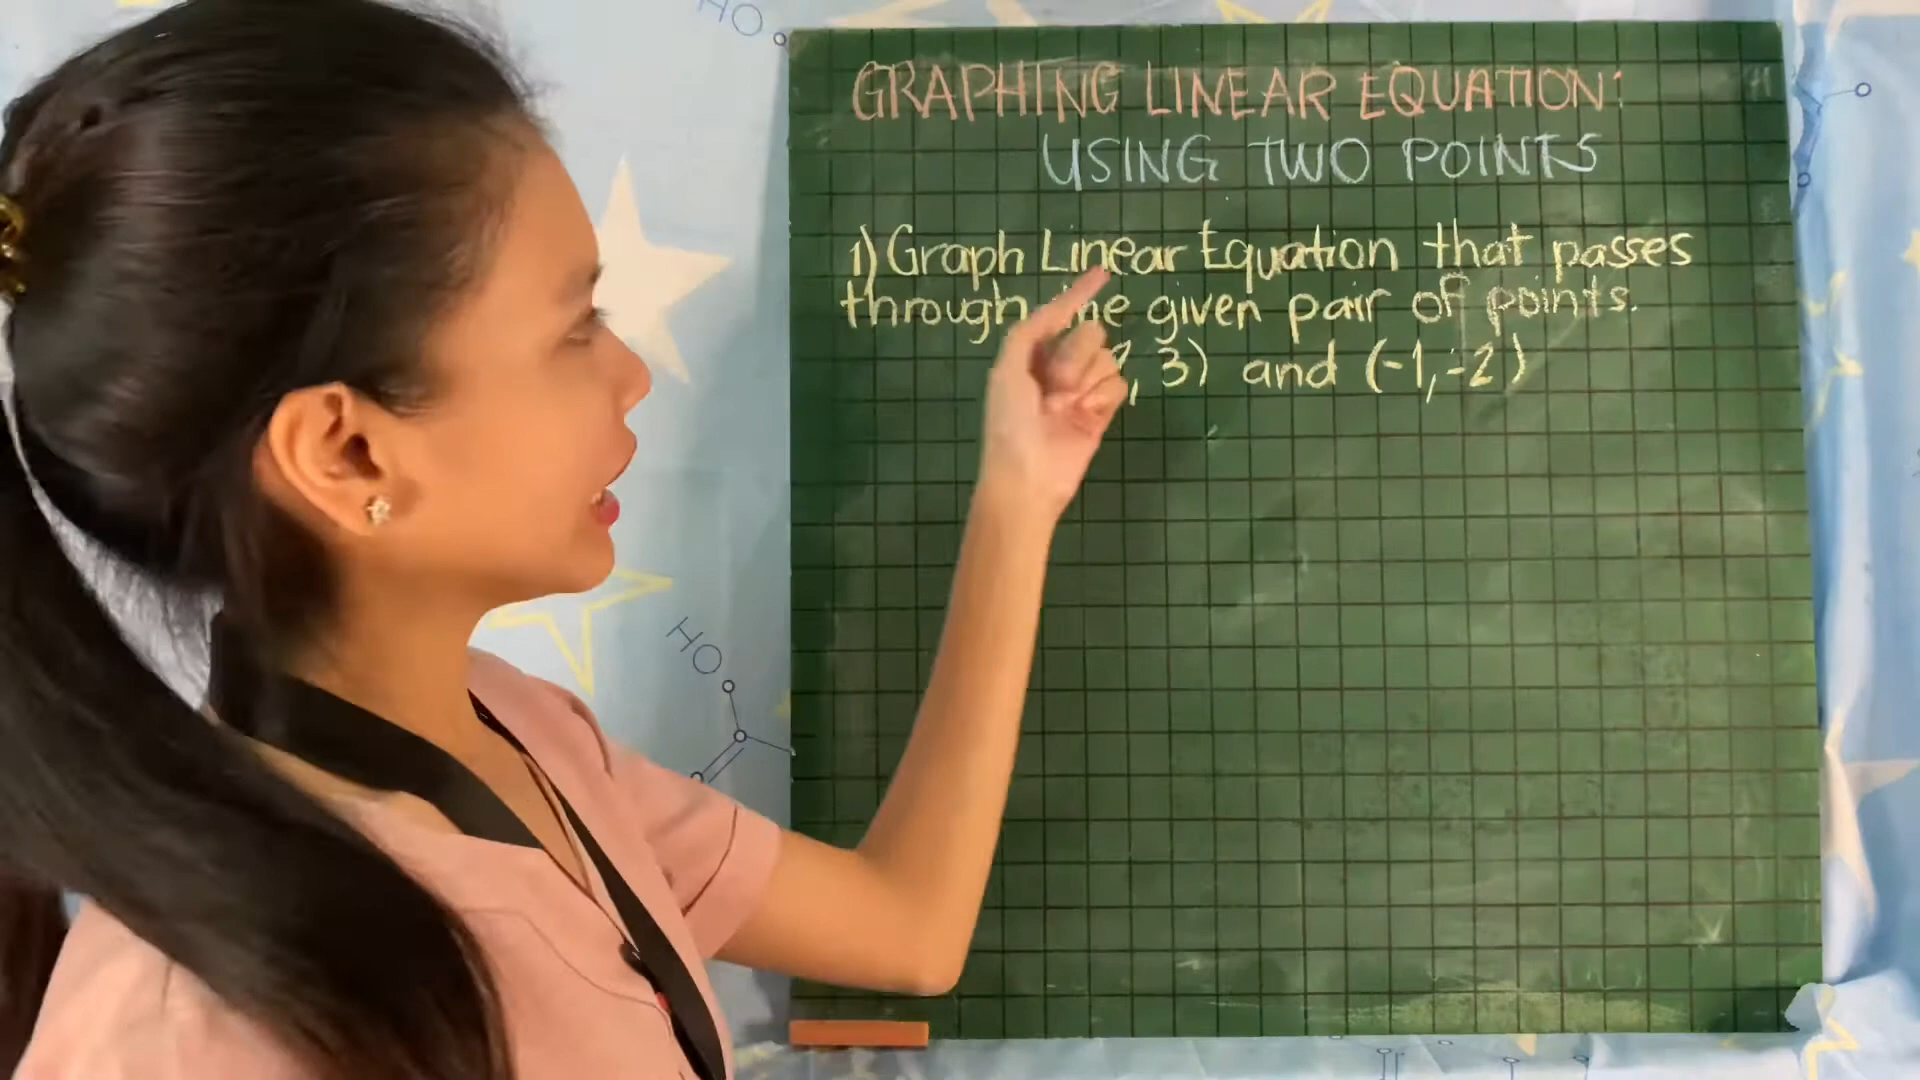 GRAPHING LINEAR EQUATION:
USING TWO POINTS
1) Graph Linear Equation that passes
through the given pair of points.
, 3) and (-1, -2)
HO
HO